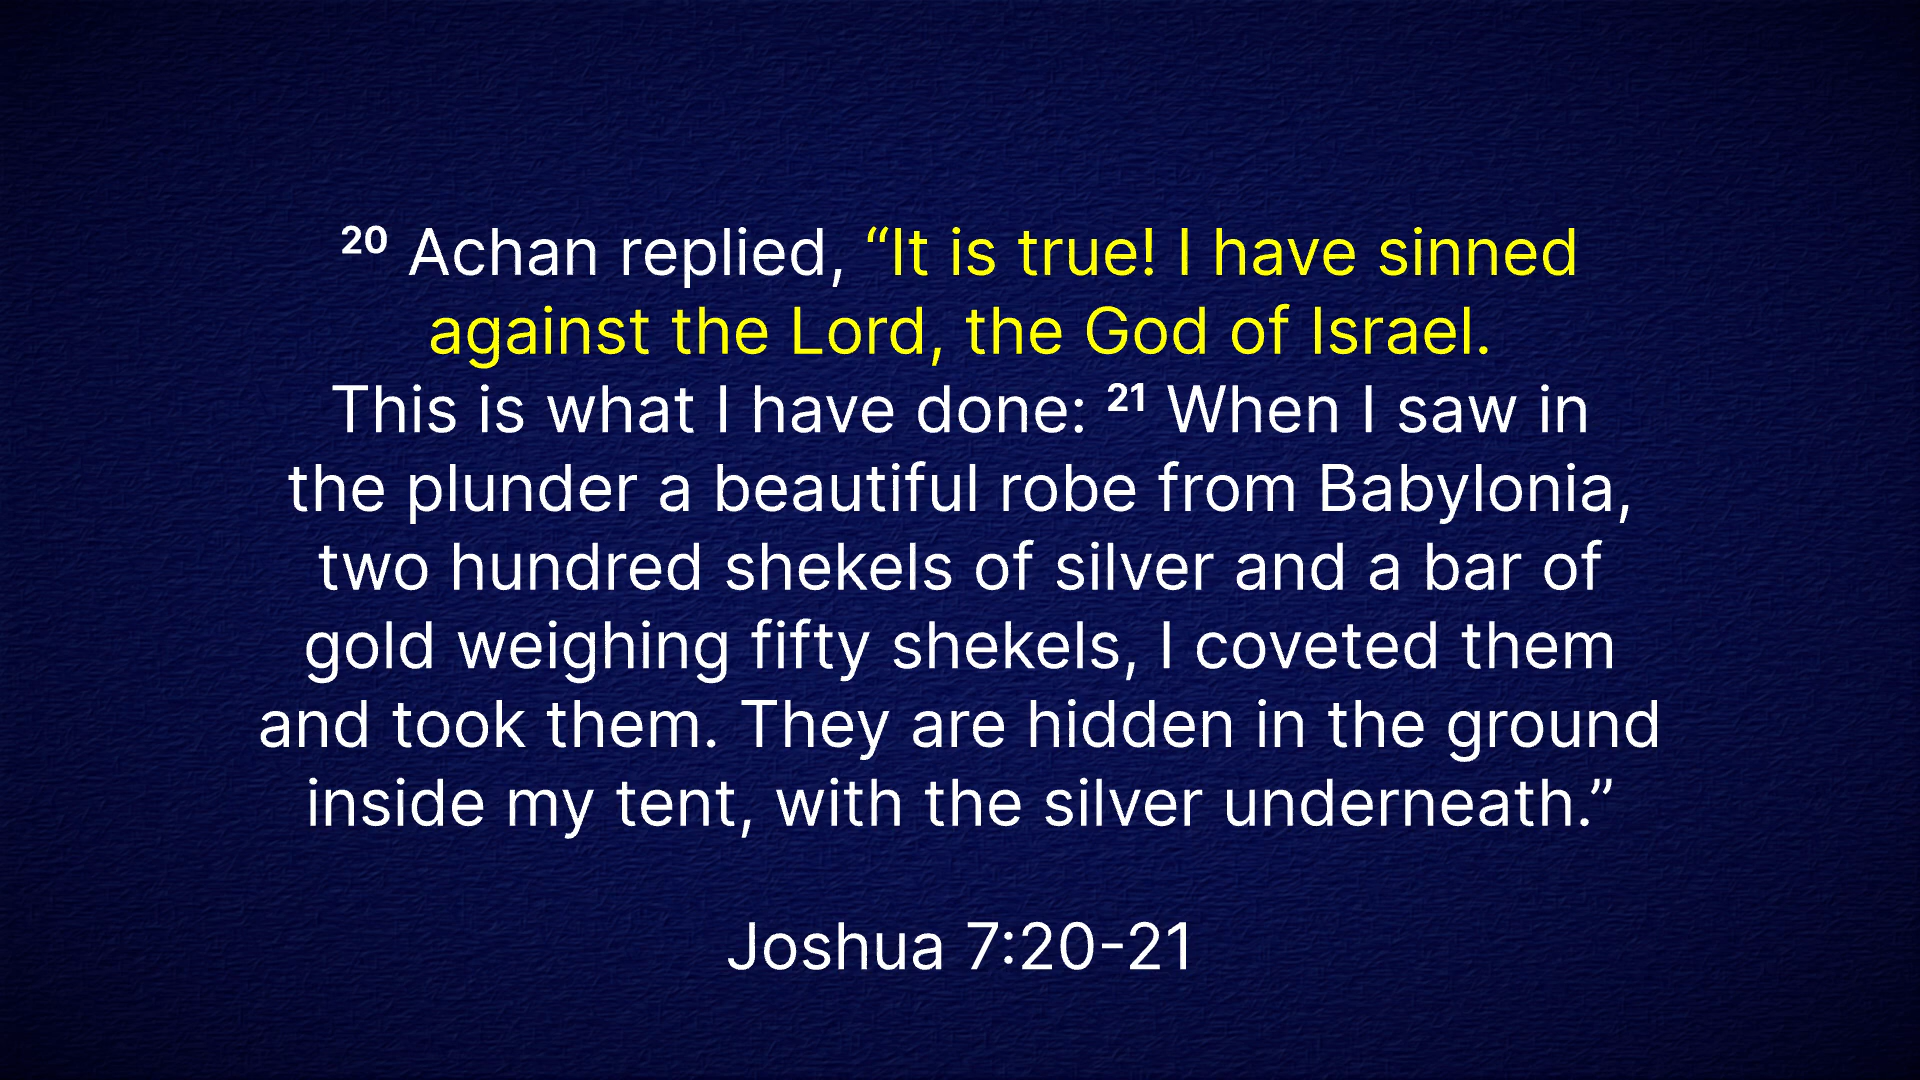 20 Achan replied, “It is true! I have sinned
against the Lord, the God of Israel.
This is what I have done: 21 When I saw in
the plunder a beautiful robe from Babylonia,
two hundred shekels of silver and a bar of
gold weighing fifty shekels, I coveted them
and took them. They are hidden in the ground
inside my tent, with the silver underneath.”
Joshua 7:20-21